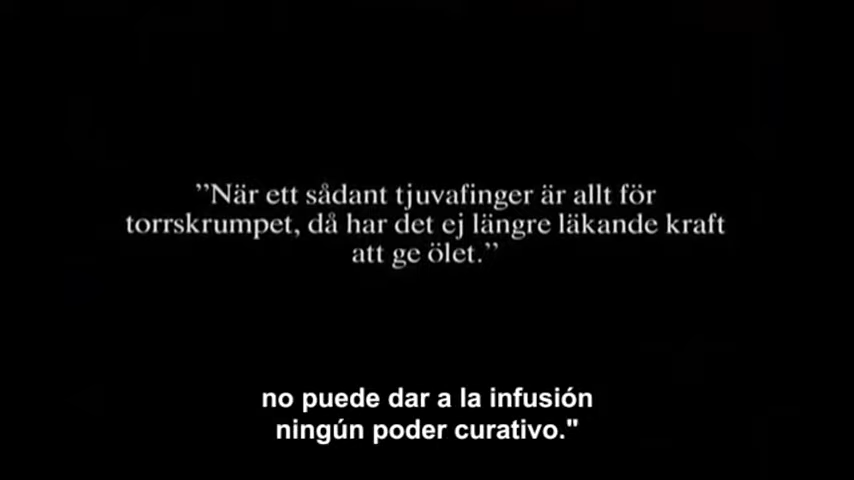 ”När ett sådant tjuvafinger är allt för
torrskrumpet, då har det ej längre läkande kraft
att ge ölet.”
no puede dar a la infusión
ningún poder curativo."